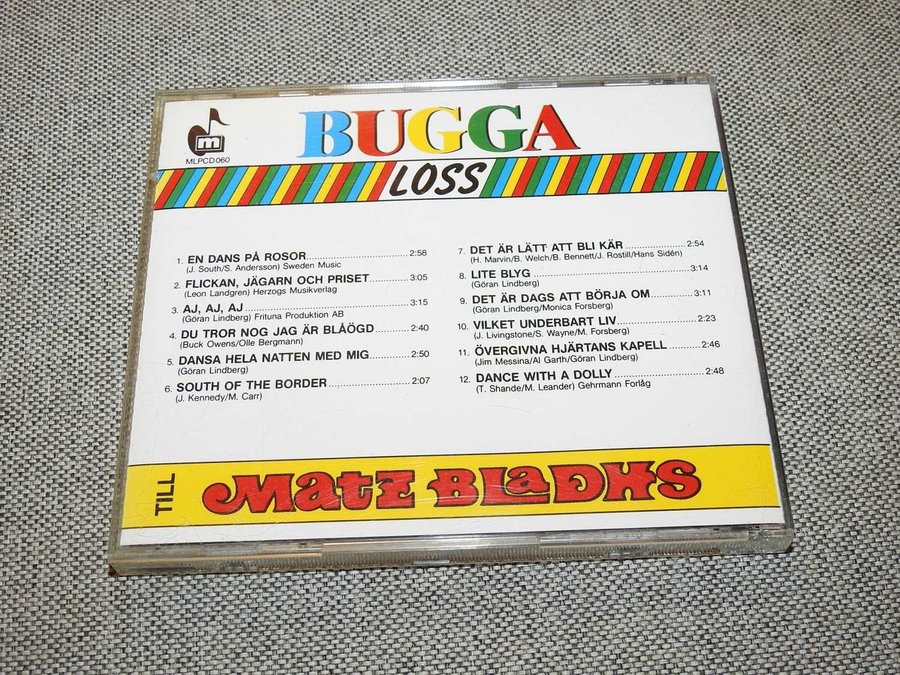 m
MLPCD 060
BUGGA
LOSS
1. EN DANS PÅ ROSOR 2:58
(J. South/S. Andersson) Sweden Music
2. FLICKAN, JÄGARN OCH PRISET 3:05
(Leon Landgren) Herzogs Musikverlag
3. AJ, AJ, AJ 3:15
(Göran Lindberg) Frituna Produktion AB
4. DU TROR NOG JAG ÄR BLÅÖGD 2:40
(Buck Owens/Olle Bergmann)
5. DANSA HELA NATTEN MED MIG 2:50
(Göran Lindberg)
6. SOUTH OF THE BORDER 2:07
(J. Kennedy/M. Carr)
7. DET ÄR LÄTT ATT BLI KÄR 2:54
(H. Marvin/B. Welch/B. Bennett/J. Rostill/Hans Sidén)
8. LITE BLYG 3:14
(Göran Lindberg)
9. DET ÄR DAGS ATT BÖRJA OM 3:11
(Göran Lindberg/Monica Forsberg)
10. VILKET UNDERBART LIV 2:23
(J. Livingstone/S. Wayne/M. Forsberg)
11. ÖVERGIVNA HJÄRTANS KAPELL 2:46
(Jim Messina/Al Garth/Göran Lindberg)
12. DANCE WITH A DOLLY 2:48
(T. Shande/M. Leander) Gehrmann Forlåg
TILL
MATZ BLADHS